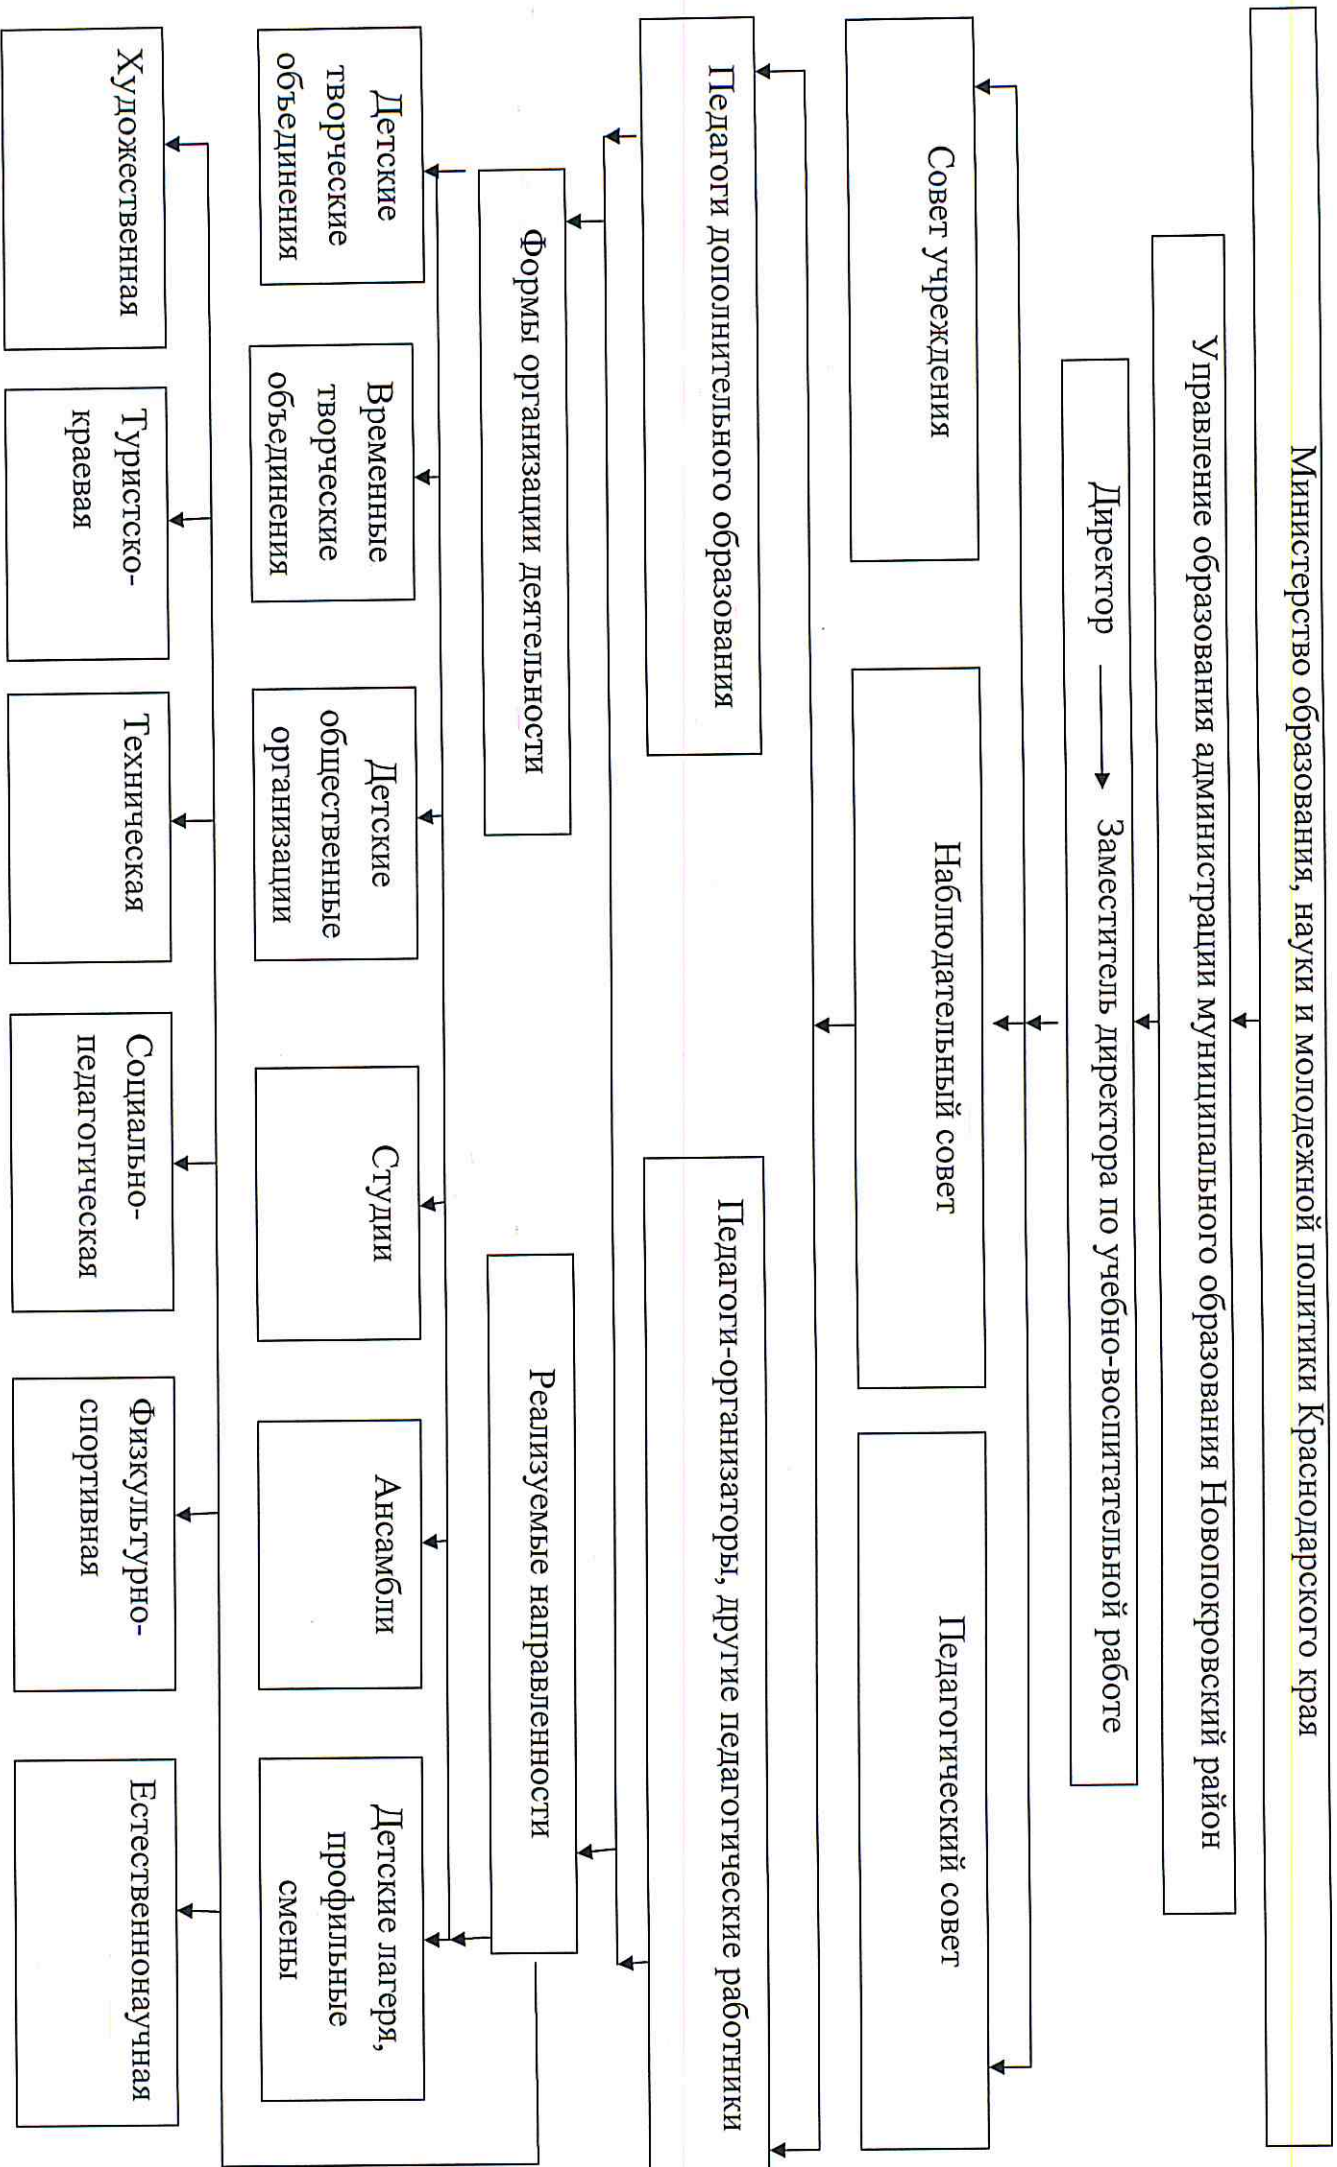 Министерство образования, науки и молодежной политики Краснодарского края
Управление образования администрации муниципального образования Новопокровский район
Директор
Заместитель директора по учебно-воспитательной работе
Совет учреждения
Наблюдательный совет
Педагогический совет
Педагоги дополнительного образования
Педагоги-организаторы, другие педагогические работники
Формы организации деятельности
Реализуемые направленности
Детские
творческие
объединения
Временные
творческие
объединения
Детские
общественные
организации
Студии
Ансамбли
Детские лагеря,
профильные
смены
Художественная
Туристско-
краевая
Техническая
Социально-
педагогическая
Физкультурно-
спортивная
Естественнонаучная